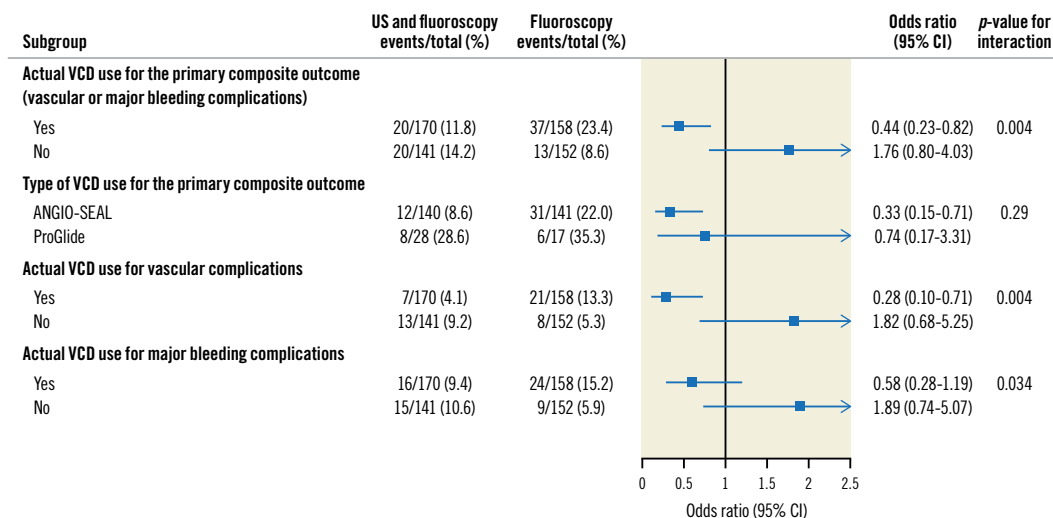 Subgroup US and fluoroscopy events/total (%) Fluoroscopy events/total (%) Odds ratio (95% CI) p-value for interaction
Actual VCD use for the primary composite outcome
(vascular or major bleeding complications)
Yes 20/170 (11.8) 37/158 (23.4) 0.44 (0.23-0.82) 0.004
No 20/141 (14.2) 13/152 (8.6) 1.76 (0.80-4.03)
Type of VCD use for the primary composite outcome
ANGIO-SEAL 12/140 (8.6) 31/141 (22.0) 0.33 (0.15-0.71) 0.29
ProGlide 8/28 (28.6) 6/17 (35.3) 0.74 (0.17-3.31)
Actual VCD use for vascular complications
Yes 7/170 (4.1) 21/158 (13.3) 0.28 (0.10-0.71) 0.004
No 13/141 (9.2) 8/152 (5.3) 1.82 (0.68-5.25)
Actual VCD use for major bleeding complications
Yes 16/170 (9.4) 24/158 (15.2) 0.58 (0.28-1.19) 0.034
No 15/141 (10.6) 9/152 (5.9) 1.89 (0.74-5.07)
0 0.5 1 1.5 2 2.5
Odds ratio (95% CI)